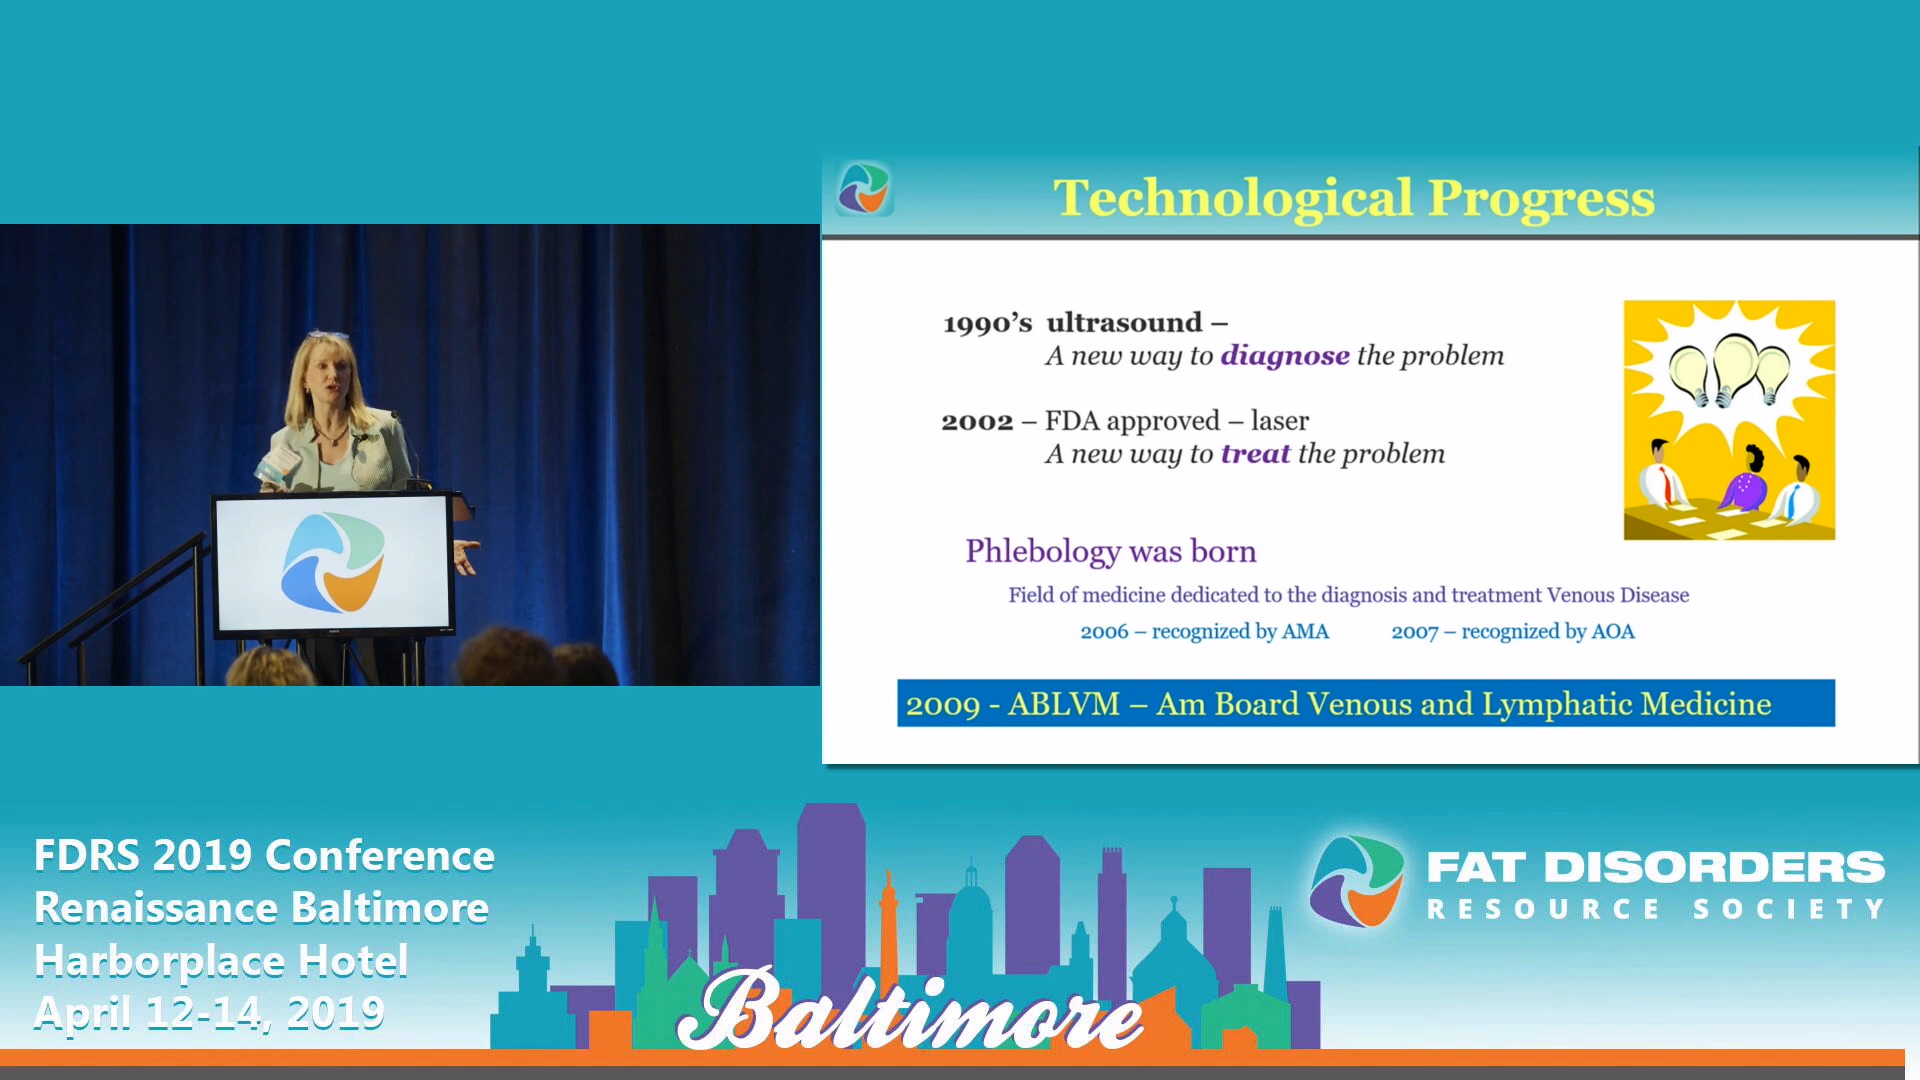 Technological Progress
1990's ultrasound –
A new way to diagnose the problem
2002 – FDA approved – laser
A new way to treat the problem
Phlebology was born
Field of medicine dedicated to the diagnosis and treatment Venous Disease
2006 – recognized by AMA 2007 – recognized by AOA
2009 - ABLVM – Am Board Venous and Lymphatic Medicine
FDRS 2019 Conference
Renaissance Baltimore
Harborplace Hotel
April 12-14, 2019
Baltimore
FAT DISORDERS
RESOURCE SOCIETY